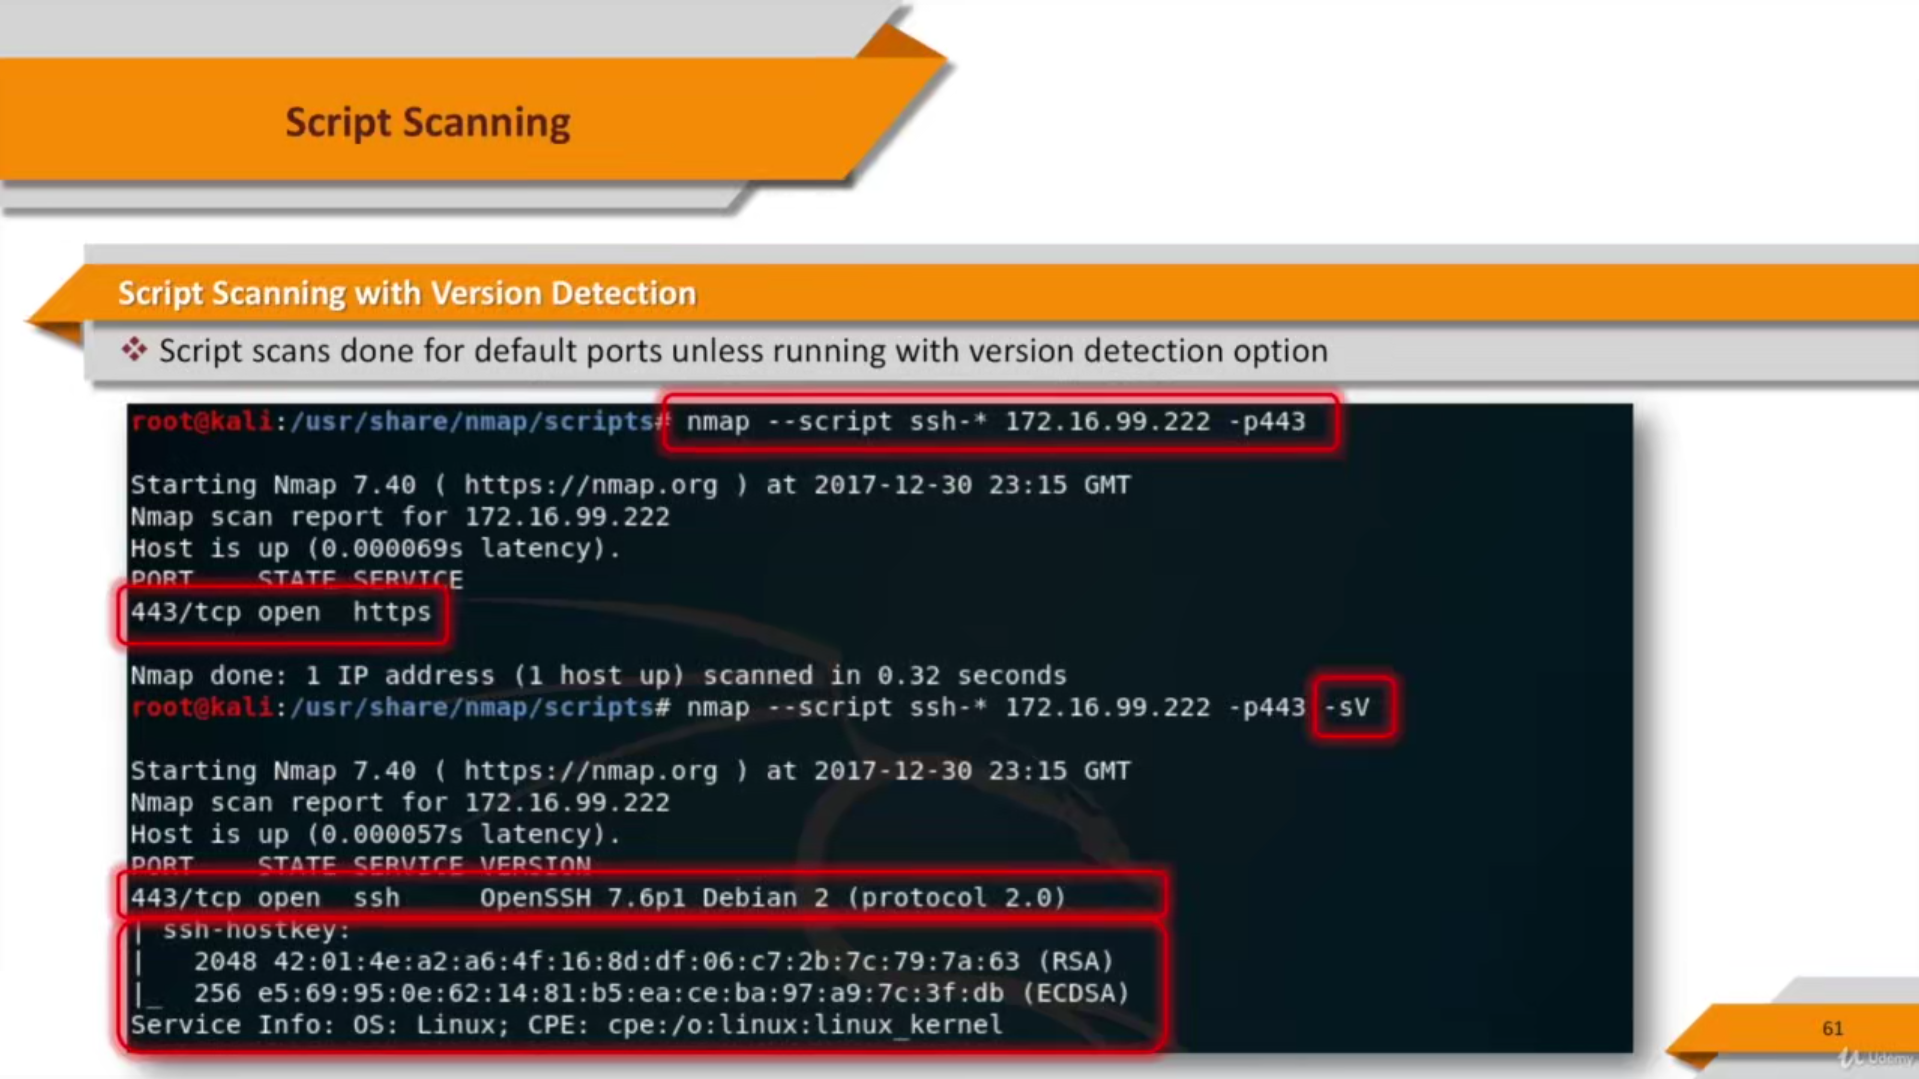 Script Scanning
Script Scanning with Version Detection
❖ Script scans done for default ports unless running with version detection option
root@kali:/usr/share/nmap/scripts# nmap --script ssh-* 172.16.99.222 -p443
Starting Nmap 7.40 ( https://nmap.org ) at 2017-12-30 23:15 GMT
Nmap scan report for 172.16.99.222
Host is up (0.000069s latency).
PORT    STATE SERVICE
443/tcp open  https
Nmap done: 1 IP address (1 host up) scanned in 0.32 seconds
root@kali:/usr/share/nmap/scripts# nmap --script ssh-* 172.16.99.222 -p443 -sV
Starting Nmap 7.40 ( https://nmap.org ) at 2017-12-30 23:15 GMT
Nmap scan report for 172.16.99.222
Host is up (0.000057s latency).
PORT    STATE SERVICE VERSION
443/tcp open  ssh     OpenSSH 7.6p1 Debian 2 (protocol 2.0)
| ssh-hostkey:
|   2048 42:01:4e:a2:a6:4f:16:8d:df:06:c7:2b:7c:79:7a:63 (RSA)
|_  256 e5:69:95:0e:62:14:81:b5:ea:ce:ba:97:a9:7c:3f:db (ECDSA)
Service Info: OS: Linux; CPE: cpe:/o:linux:linux_kernel
61
Udemy